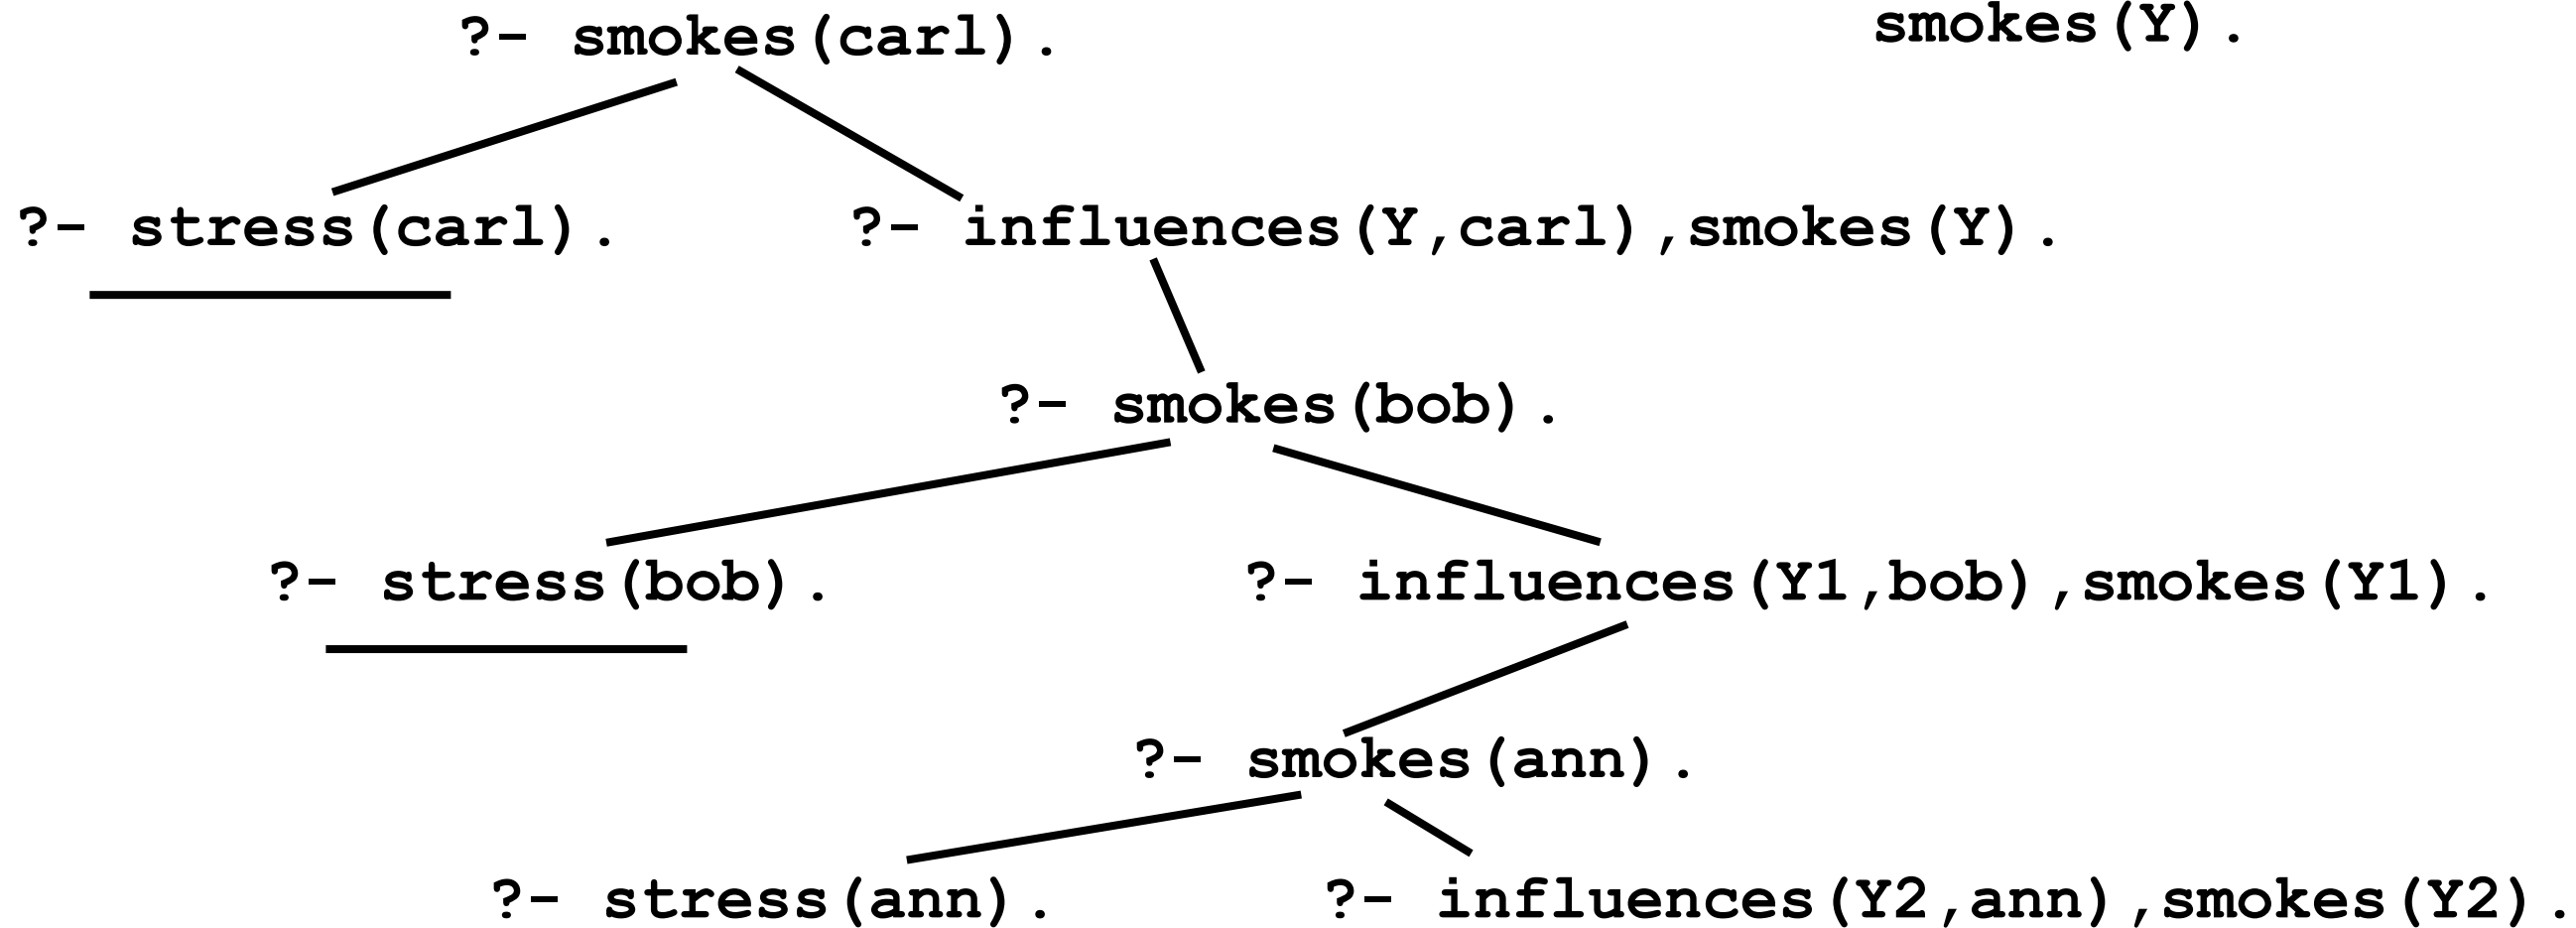 ?- smokes(carl).
smokes(Y).
?- stress(carl).
?- influences(Y,carl),smokes(Y).
?- smokes(bob).
?- stress(bob).
?- influences(Y1,bob),smokes(Y1).
?- smokes(ann).
?- stress(ann).
?- influences(Y2,ann),smokes(Y2).